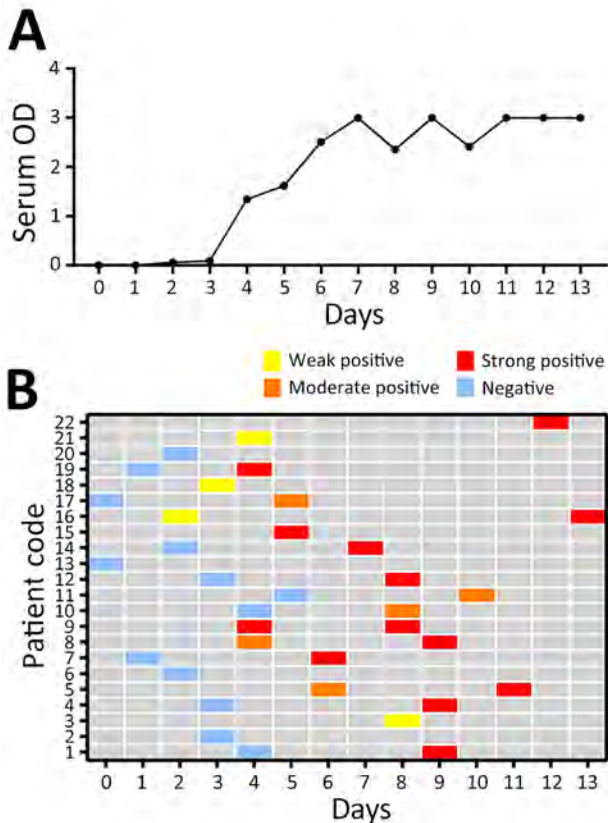 A
4
3
2
1
0
Serum OD
0 1 2 3 4 5 6 7 8 9 10 11 12 13
Days
Weak positive
Strong positive
Moderate positive
Negative
B
22
21
20
19
18
17
16
15
14
13
12
11
10
9
8
7
6
5
4
3
2
1
Patient code
0 1 2 3 4 5 6 7 8 9 10 11 12 13
Days